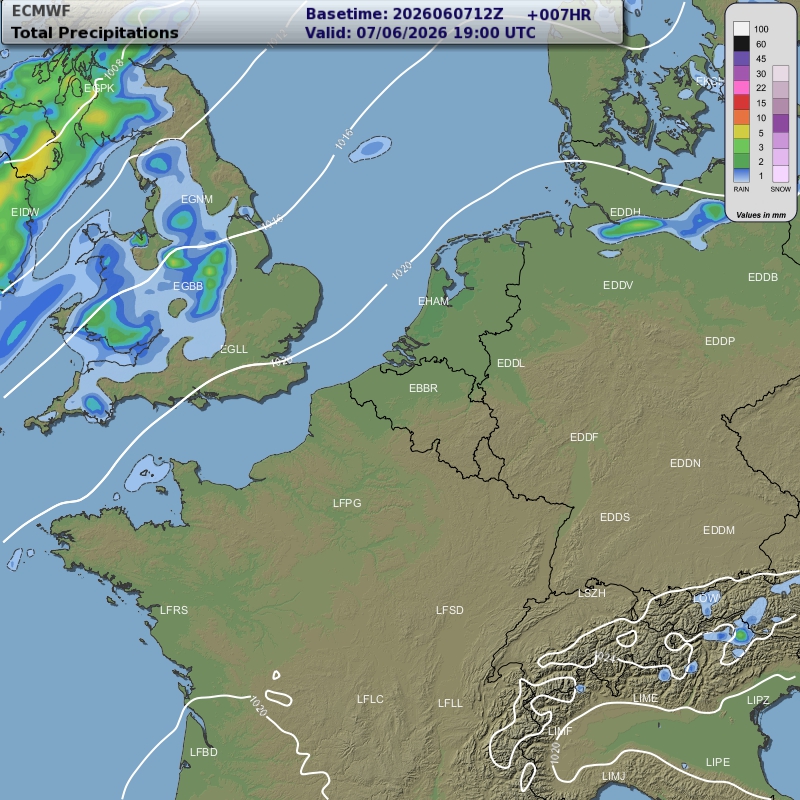 ECMWF
Basetime: 2026060712Z +007HR
Total Precipitations
Valid: 07/06/2026 19:00 UTC
100
60
45
30
22
15
10
5
3
2
1
RAIN SNOW
Values in mm
1008
EGPK
1016
EGNM
EIDW
EDDH
1016
1020
EDDB
EGBB
EDDV
EHAM
EDDP
EGLL
1020
EDDL
EBBR
EDDF
EDDN
LFPG
EDDS
EDDM
LSZH
LOWI
LFRS
LFSD
1024
LFLC
LFLL
LIME
LIPZ
1020
LIMF
LFBD
1020
LIPE
LIMJ